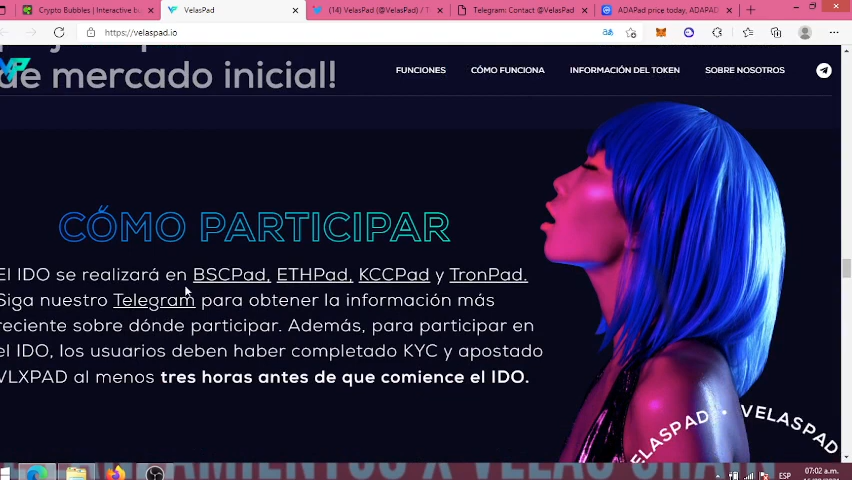 Crypto Bubbles | Interactive bu
VelasPad
(14) VelasPad (@VelasPad) / T
Telegram: Contact @VelasPad
ADAPad price today, ADAPAD
https://velaspad.io
de mercado inicial!
VP
FUNCIONES
CÓMO FUNCIONA
INFORMACIÓN DEL TOKEN
SOBRE NOSOTROS
CÓMO PARTICIPAR
El IDO se realizará en BSCPad, ETHPad, KCCPad y TronPad.
Siga nuestro Telegram para obtener la información más
reciente sobre dónde participar. Además, para participar en
el IDO, los usuarios deben haber completado KYC y apostado
VLXPAD al menos tres horas antes de que comience el IDO.
ELASPAD • VELASPAD
ESP
07:02 a.m.